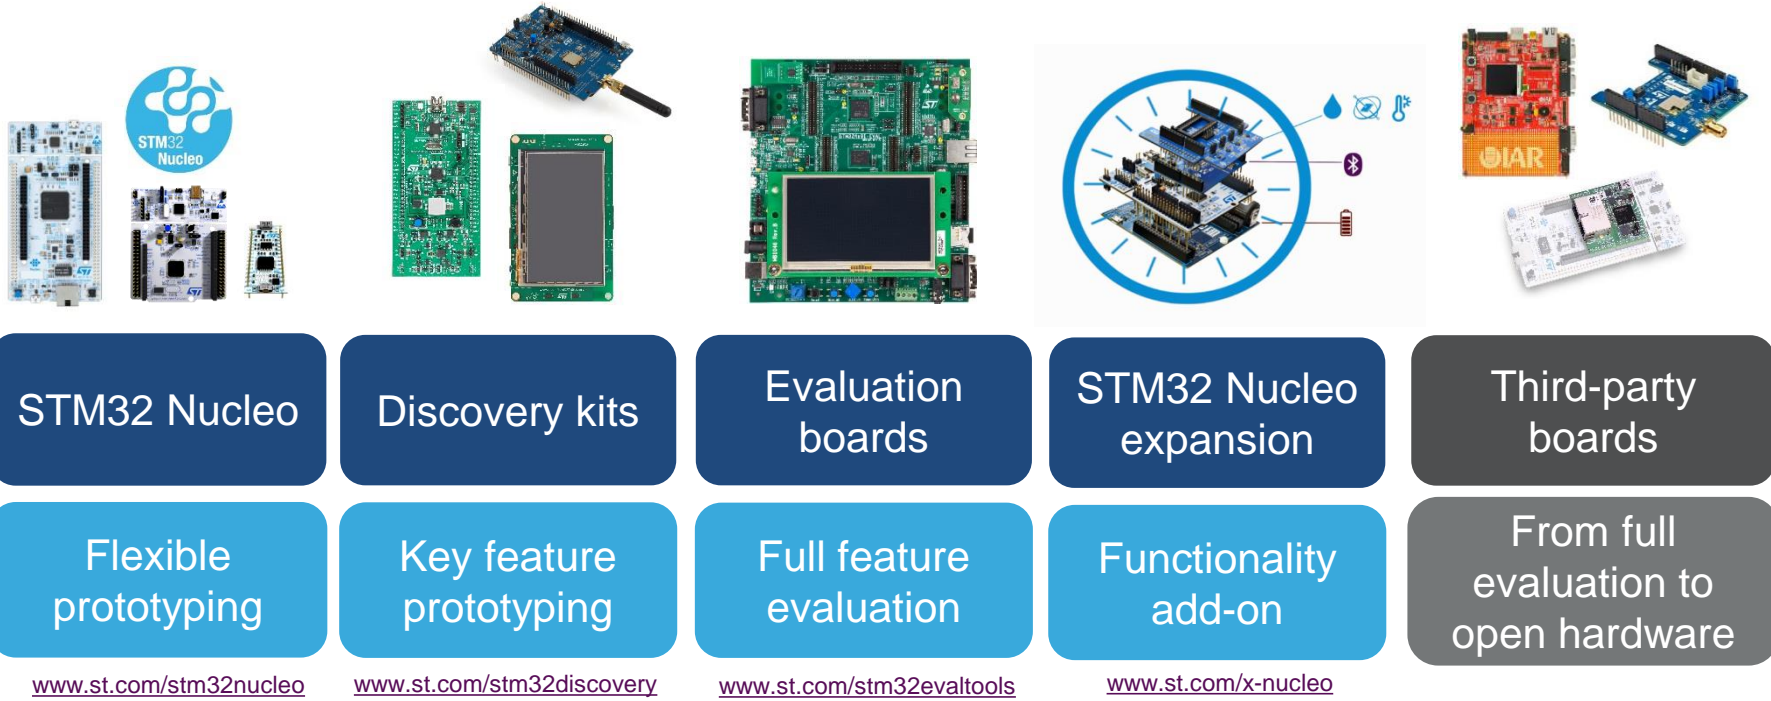 STM32
Nucleo
IAR
STM32 Nucleo
Discovery kits
Evaluation
boards
STM32 Nucleo
expansion
Third-party
boards
Flexible
prototyping
Key feature
prototyping
Full feature
evaluation
Functionality
add-on
From full
evaluation to
open hardware
www.st.com/stm32nucleo
www.st.com/stm32discovery
www.st.com/stm32evaltools
www.st.com/x-nucleo